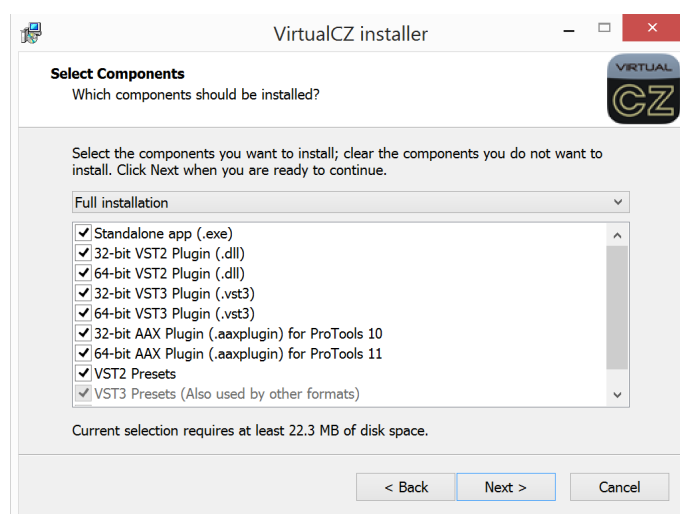 VirtualCZ installer
Select Components
Which components should be installed?
VIRTUAL
CZ
Select the components you want to install; clear the components you do not want to
install. Click Next when you are ready to continue.
Full installation
Standalone app (.exe)
32-bit VST2 Plugin (.dll)
64-bit VST2 Plugin (.dll)
32-bit VST3 Plugin (.vst3)
64-bit VST3 Plugin (.vst3)
32-bit AAX Plugin (.aaxplugin) for ProTools 10
64-bit AAX Plugin (.aaxplugin) for ProTools 11
VST2 Presets
VST3 Presets (Also used by other formats)
Current selection requires at least 22.3 MB of disk space.
< Back
Next >
Cancel